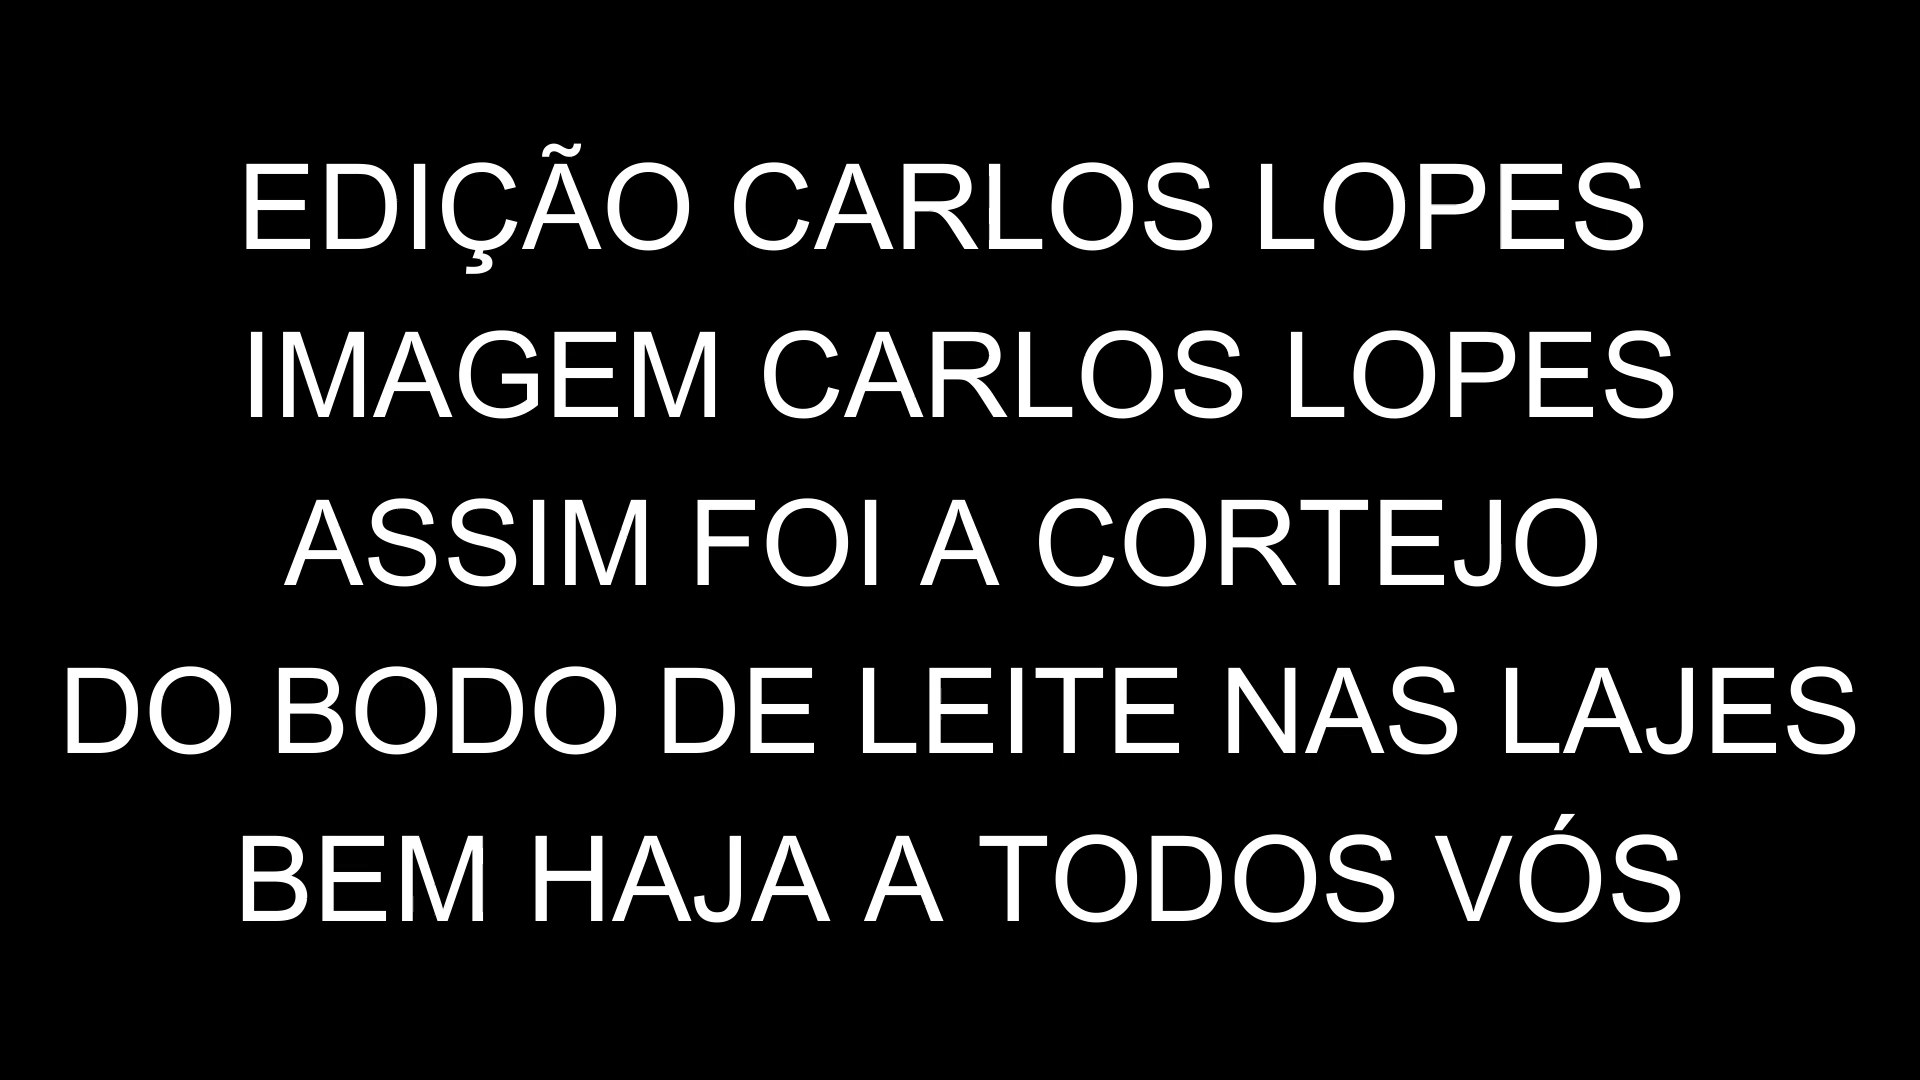 EDIÇÃO CARLOS LOPES
IMAGEM CARLOS LOPES
ASSIM FOI A CORTEJO
DO BODO DE LEITE NAS LAJES
BEM HAJA A TODOS VÓS